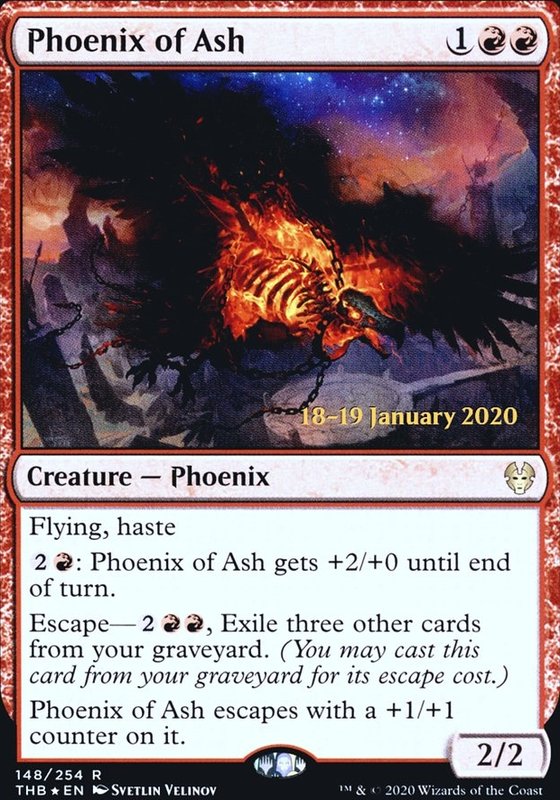 Phoenix of Ash 1
18–19 January 2020
Creature — Phoenix
Flying, haste
2 : Phoenix of Ash gets +2/+0 until end
of turn.
Escape—2 , Exile three other cards
from your graveyard. (You may cast this
card from your graveyard for its escape cost.)
Phoenix of Ash escapes with a +1/+1
counter on it.
2/2
148/254 R
THB ★ EN Svetlin Velinov
™ & © 2020 Wizards of the Coast